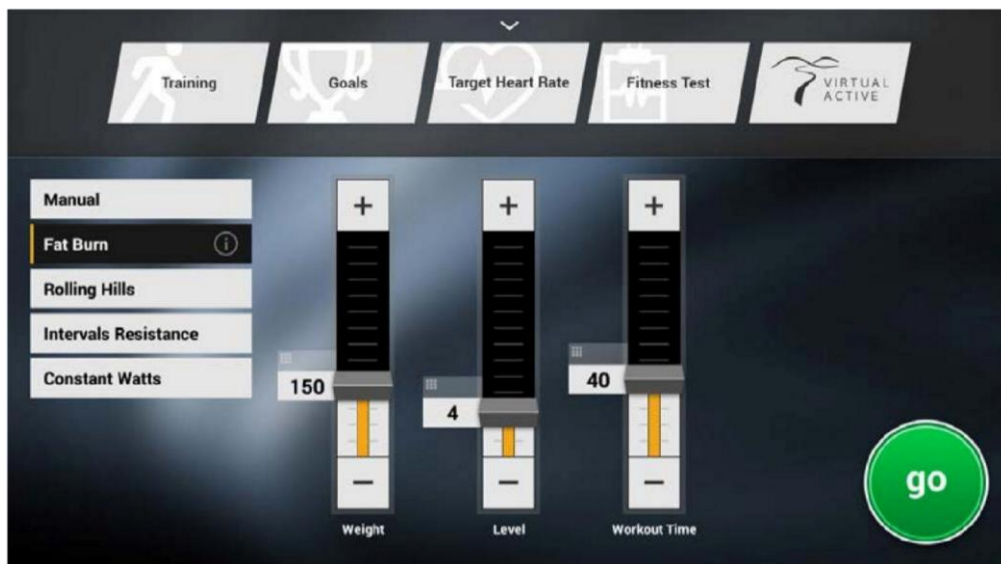 Training
Goals
Target Heart Rate
Fitness Test
VIRTUAL
ACTIVE
Manual
Fat Burn
Rolling Hills
Intervals Resistance
Constant Watts
+
+
+
150
4
40
−
−
−
Weight
Level
Workout Time
go